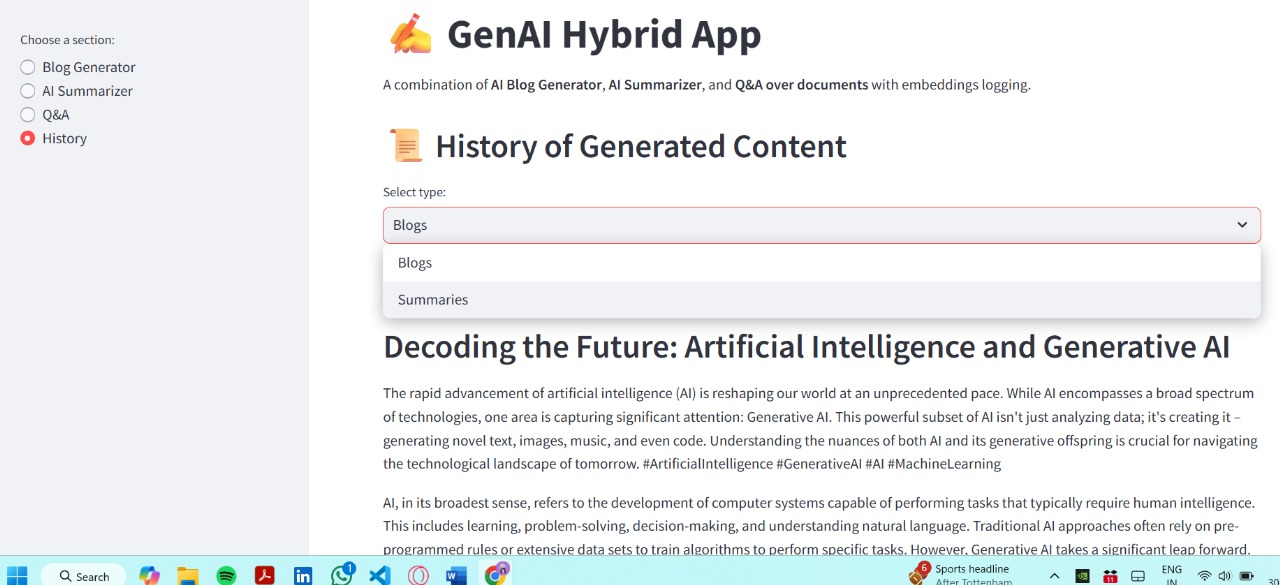 Choose a section:
Blog Generator
AI Summarizer
Q&A
History
GenAI Hybrid App
A combination of AI Blog Generator, AI Summarizer, and Q&A over documents with embeddings logging.
History of Generated Content
Select type:
Blogs
Blogs
Summaries
Decoding the Future: Artificial Intelligence and Generative AI
The rapid advancement of artificial intelligence (AI) is reshaping our world at an unprecedented pace. While AI encompasses a broad spectrum
of technologies, one area is capturing significant attention: Generative AI. This powerful subset of AI isn't just analyzing data; it's creating it –
generating novel text, images, music, and even code. Understanding the nuances of both AI and its generative offspring is crucial for navigating
the technological landscape of tomorrow. #ArtificialIntelligence #GenerativeAI #AI #MachineLearning
AI, in its broadest sense, refers to the development of computer systems capable of performing tasks that typically require human intelligence.
This includes learning, problem-solving, decision-making, and understanding natural language. Traditional AI approaches often rely on pre-
programmed rules or extensive data sets to train algorithms to perform specific tasks. However, Generative AI takes a significant leap forward.
Search
1
6
Sports headline
After Tottenham
11
ENG
IN